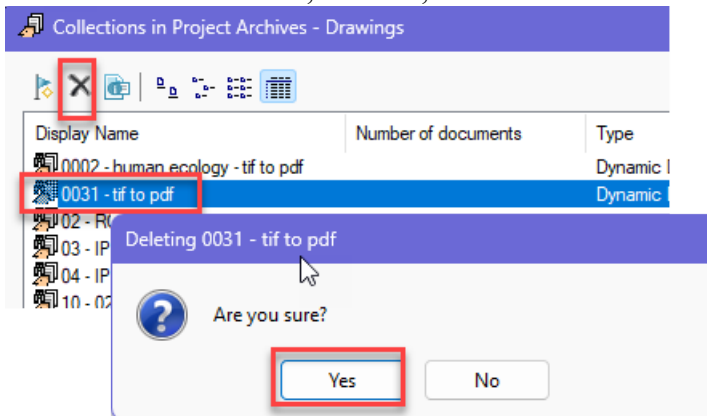 Collections in Project Archives - Drawings
Display Name Number of documents Type
0002 - human ecology - tif to pdf Dynamic
0031 - tif to pdf Dynamic
02 -
03 - IP
04 - IP
10 - 02
Deleting 0031 - tif to pdf
Are you sure?
Yes No